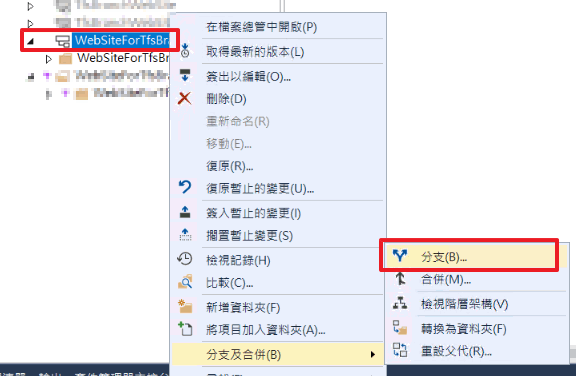 WebSiteForTfsBra
WebSiteForTfsBr
在檔案總管中開啟(P)
取得最新的版本(L)
簽出以編輯(O)...
刪除(D)
重新命名(R)
移動(E)...
復原(R)...
復原暫止的變更(U)...
簽入暫止的變更(I)
擱置暫止變更(S)
檢視記錄(H)
比較(C)...
新增資料夾(F)
將項目加入資料夾(A)...
分支及合併(B)
分支(B)...
合併(M)...
檢視階層架構(V)
轉換為資料夾(F)
重設父代(R)...